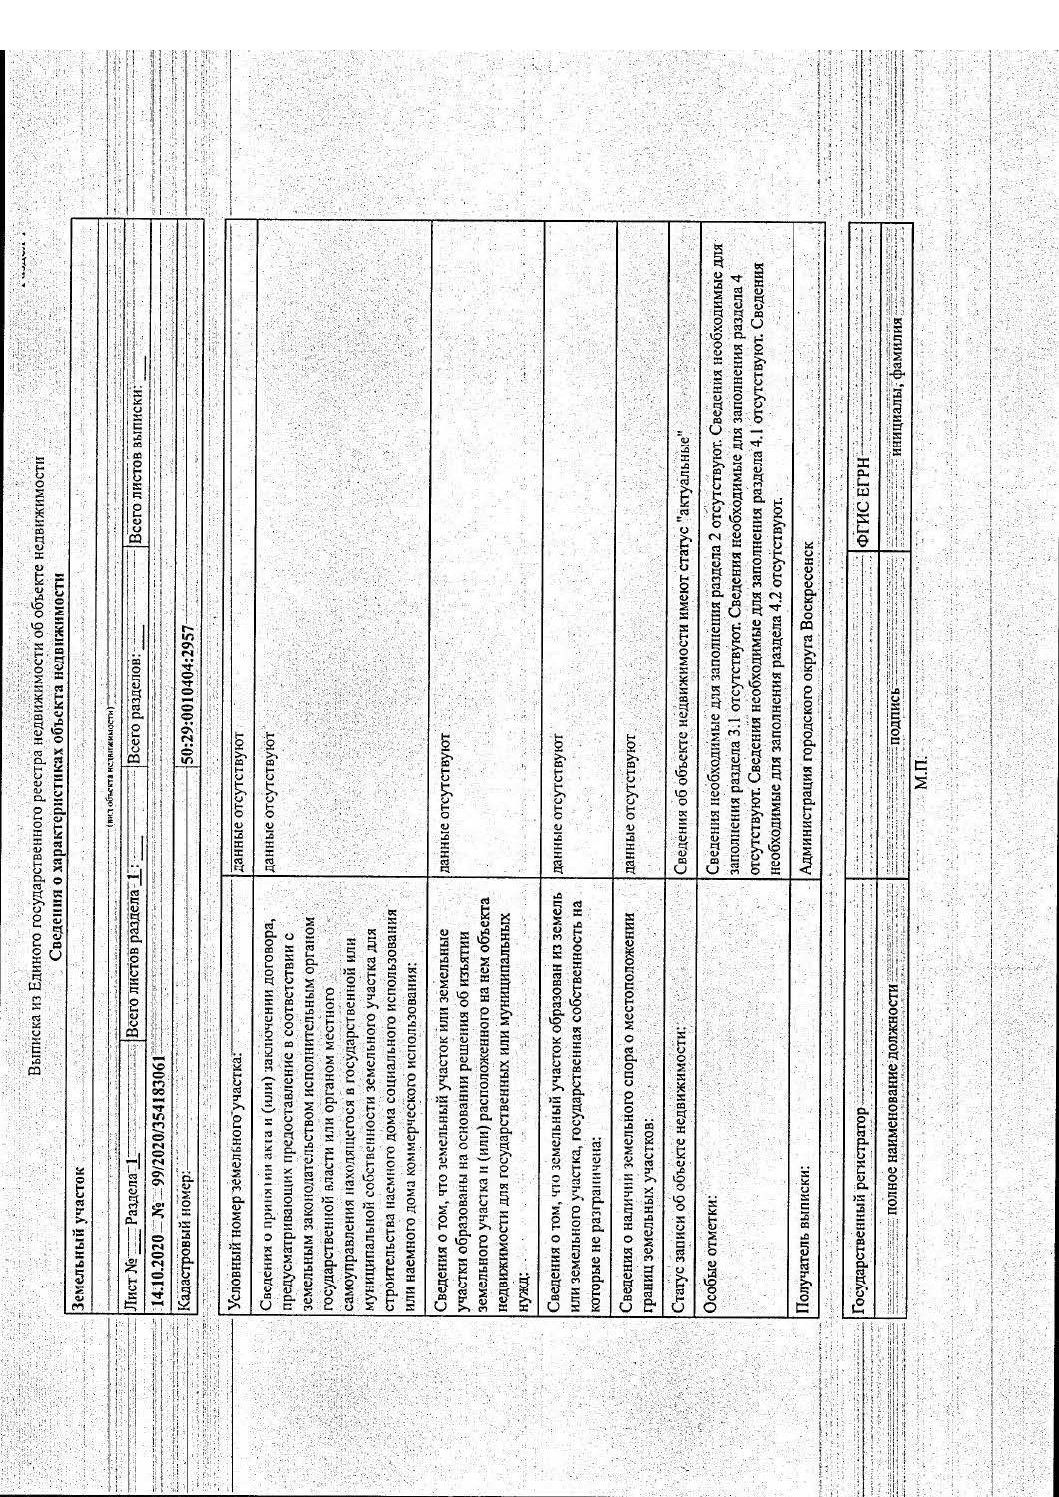 Выписка из Единого государственного реестра недвижимости об объекте недвижимости
Сведения о характеристиках объекта недвижимости
Земельный участок
(вид объекта недвижимости)
Лист № ___ Раздела 1 Всего листов раздела 1 : ___ Всего разделов: ___ Всего листов выписки: ___
14.10.2020 № 99/2020/354183061
Кадастровый номер: 50:29:0010404:2957
Условный номер земельного участка: данные отсутствуют
Сведения о принятии акта и (или) заключении договора, данные отсутствуют
предусматривающих предоставление в соответствии с
земельным законодательством исполнительным органом
государственной власти или органом местного
самоуправления находящегося в государственной или
муниципальной собственности земельного участка для
строительства наемного дома социального использования
или наемного дома коммерческого использования:
Сведения о том, что земельный участок или земельные данные отсутствуют
участки образованы на основании решения об изъятии
земельного участка и (или) расположенного на нем объекта
недвижимости для государственных или муниципальных
нужд:
Сведения о том, что земельный участок образован из земель данные отсутствуют
или земельного участка, государственная собственность на
которые не разграничена:
Сведения о наличии земельного спора о местоположении данные отсутствуют
границ земельных участков:
Статус записи об объекте недвижимости: Сведения об объекте недвижимости имеют статус "актуальные"
Особые отметки: Сведения необходимые для заполнения раздела 2 отсутствуют. Сведения необходимые для
заполнения раздела 3.1 отсутствуют. Сведения необходимые для заполнения раздела 4
отсутствуют. Сведения необходимые для заполнения раздела 4.1 отсутствуют. Сведения
необходимые для заполнения раздела 4.2 отсутствуют.
Получатель выписки: Администрация городского округа Воскресенск
Государственный регистратор ФГИС ЕГРН
полное наименование должности подпись инициалы, фамилия
М.П.